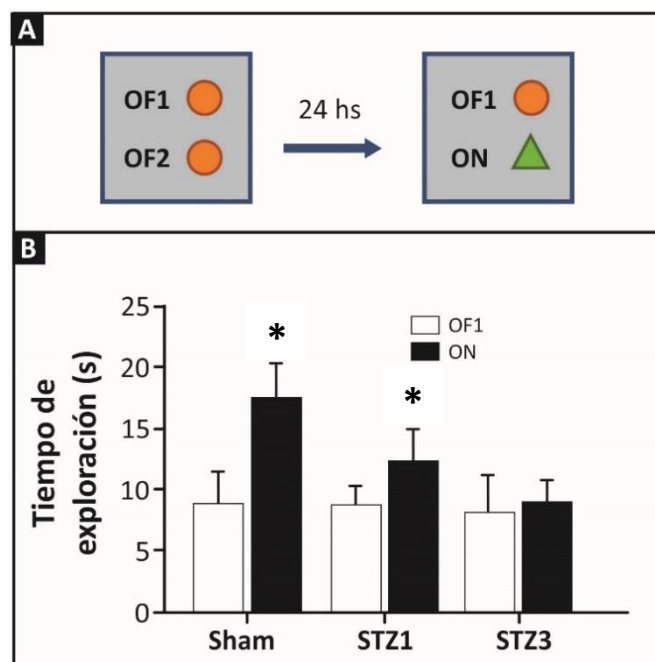 A
OF1
OF2
24 hs
OF1
ON
B
Tiempo de
exploración (s)
25
20
15
10
5
0
*
*
OF1
ON
Sham STZ1 STZ3